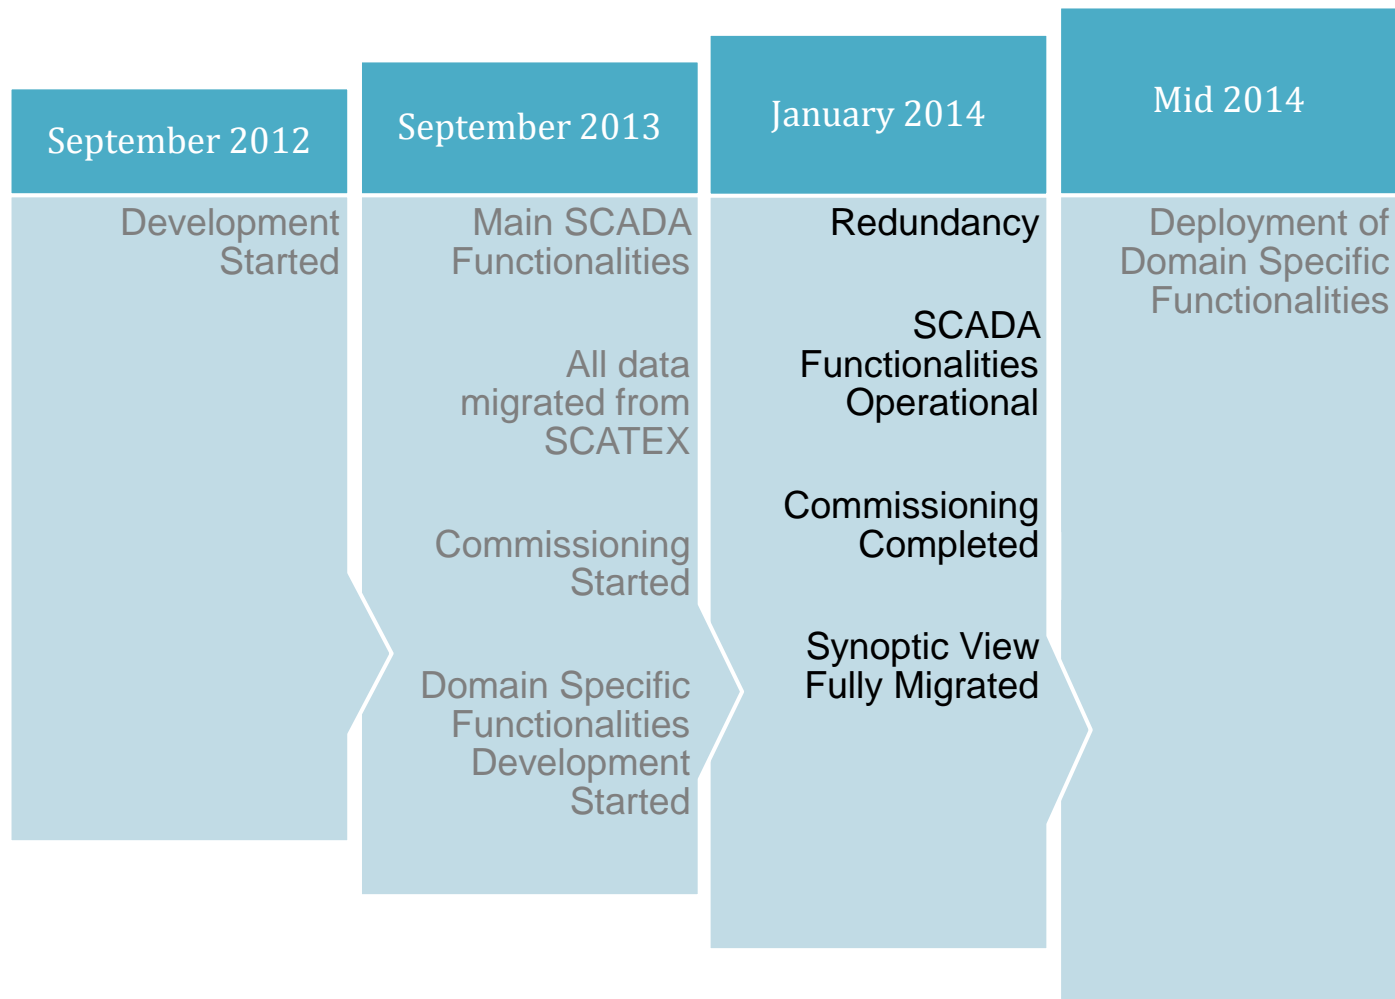 September 2012
Development
Started
September 2013
Main SCADA
Functionalities
All data
migrated from
SCATEX
Commissioning
Started
Domain Specific
Functionalities
Development
Started
January 2014
Redundancy
SCADA
Functionalities
Operational
Commissioning
Completed
Synoptic View
Fully Migrated
Mid 2014
Deployment of
Domain Specific
Functionalities